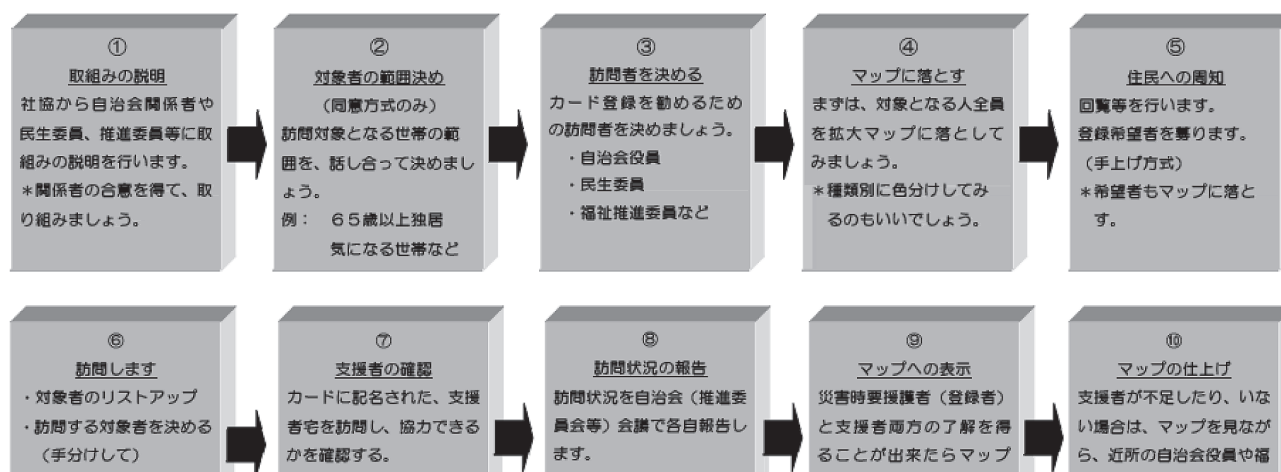 ①
取組みの説明
社協から自治会関係者や
民生委員、推進委員等に取
組みの説明を行います。
＊関係者の合意を得て、取
り組みましょう。
②
対象者の範囲決め
（同意方式のみ）
訪問対象となる世帯の範
囲を、話し合って決めまし
ょう。
例：　６５歳以上独居
気になる世帯など
③
訪問者を決める
カード登録を勧めるため
の訪問者を決めましょう。
・自治会役員
・民生委員
・福祉推進委員など
④
マップに落とす
まずは、対象となる人全員
を拡大マップに落として
みましょう。
＊種類別に色分けしてみ
るのもいいでしょう。
⑤
住民への周知
回覧等を行います。
登録希望者を募ります。
（手上げ方式）
＊希望者もマップに落と
す。
⑥
訪問します
・対象者のリストアップ
・訪問する対象者を決める
（手分けして）
⑦
支援者の確認
カードに記名された、支援
者宅を訪問し、協力できる
かを確認する。
⑧
訪問状況の報告
訪問状況を自治会（推進委
員会等）会議で各自報告し
ます。
⑨
マップへの表示
災害時要援護者（登録者）
と支援者両方の了解を得
ることが出来たらマップ
⑩
マップの仕上げ
支援者が不足したり、いな
い場合は、マップを見なが
ら、近所の自治会役員や福